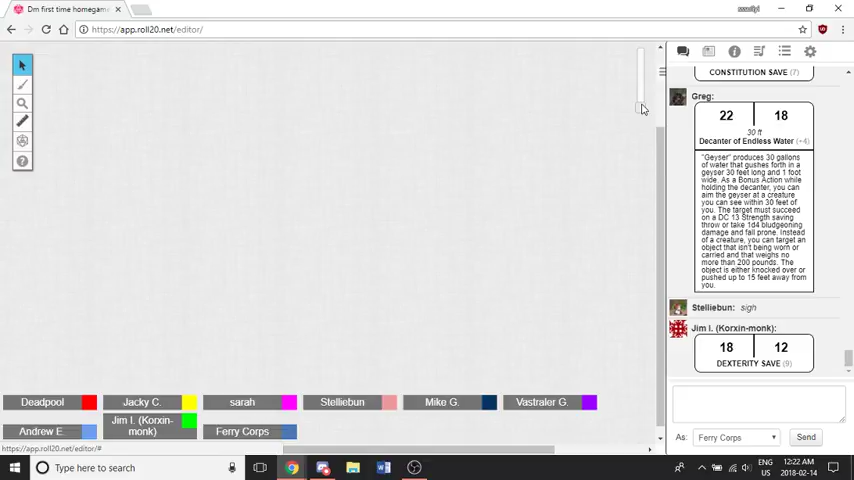 Dm first time homegam
https://app.roll20.net/editor/
CONSTITUTION SAVE (7)
Greg:
22 18
30 ft
Decanter of Endless Water (+4)
"Geyser" produces 30 gallons
of water that gushes forth in a
geyser 30 feet long and 1 foot
wide. As a Bonus Action while
holding the decanter, you can
aim the geyser at a creature
you can see within 30 feet of
you. The target must succeed
on a DC 13 Strength saving
throw or take 1d4 bludgeoning
damage and fall prone. Instead
of a creature, you can target an
object that isn't being worn or
carried and that weighs no
more than 200 pounds. The
object is either knocked over or
pushed up to 15 feet away from
you.
Stelliebun: sigh
Jim I. (Korxin-monk):
18 12
DEXTERITY SAVE (9)
Deadpool Jacky C. sarah Stelliebun Mike G. Vastraler G.
Andrew E. Jim I. (Korxin-
monk) Ferry Corps
As: Ferry Corps Send
https://app.roll20.net/editor/#
Type here to search
ENG
US
12:22 AM
2018-02-14